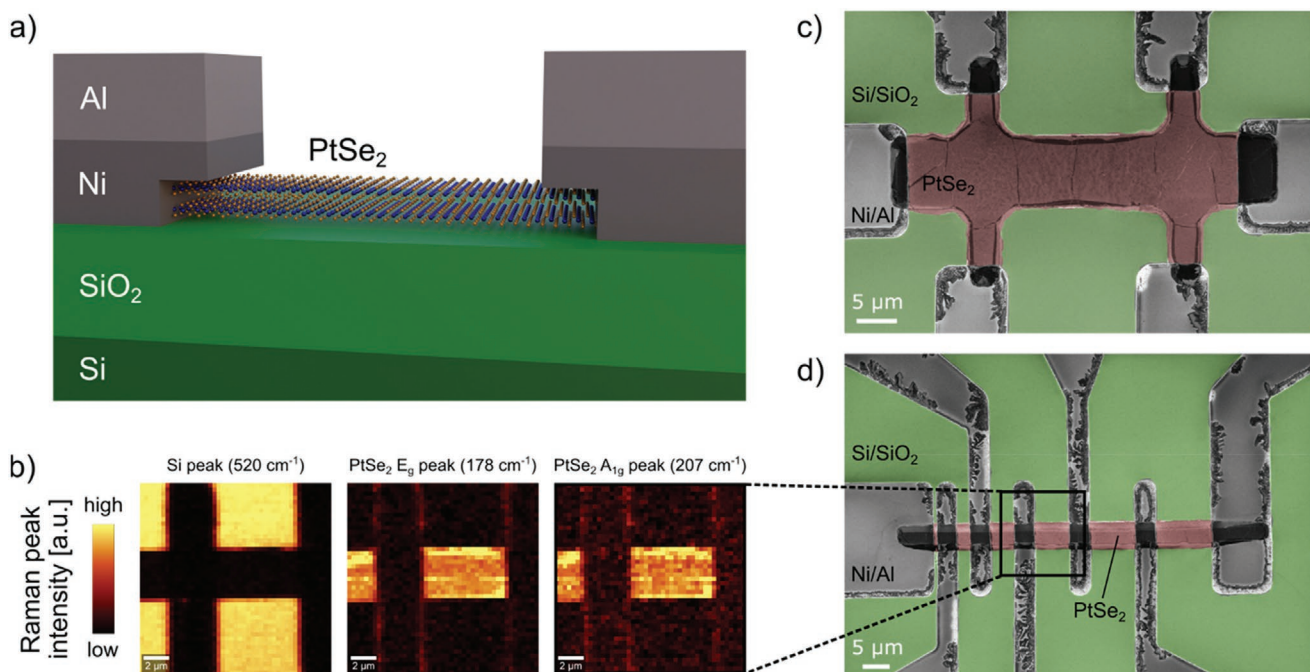 a)
Al
Ni
PtSe₂
SiO₂
Si
b)
Raman peak
intensity [a.u.]
high
low
Si peak (520 cm⁻¹)
2 µm
PtSe₂ E_g peak (178 cm⁻¹)
2 µm
PtSe₂ A₁g peak (207 cm⁻¹)
2 µm
c)
Si/SiO₂
PtSe₂
Ni/Al
5 µm
d)
Si/SiO₂
Ni/Al
PtSe₂
5 µm